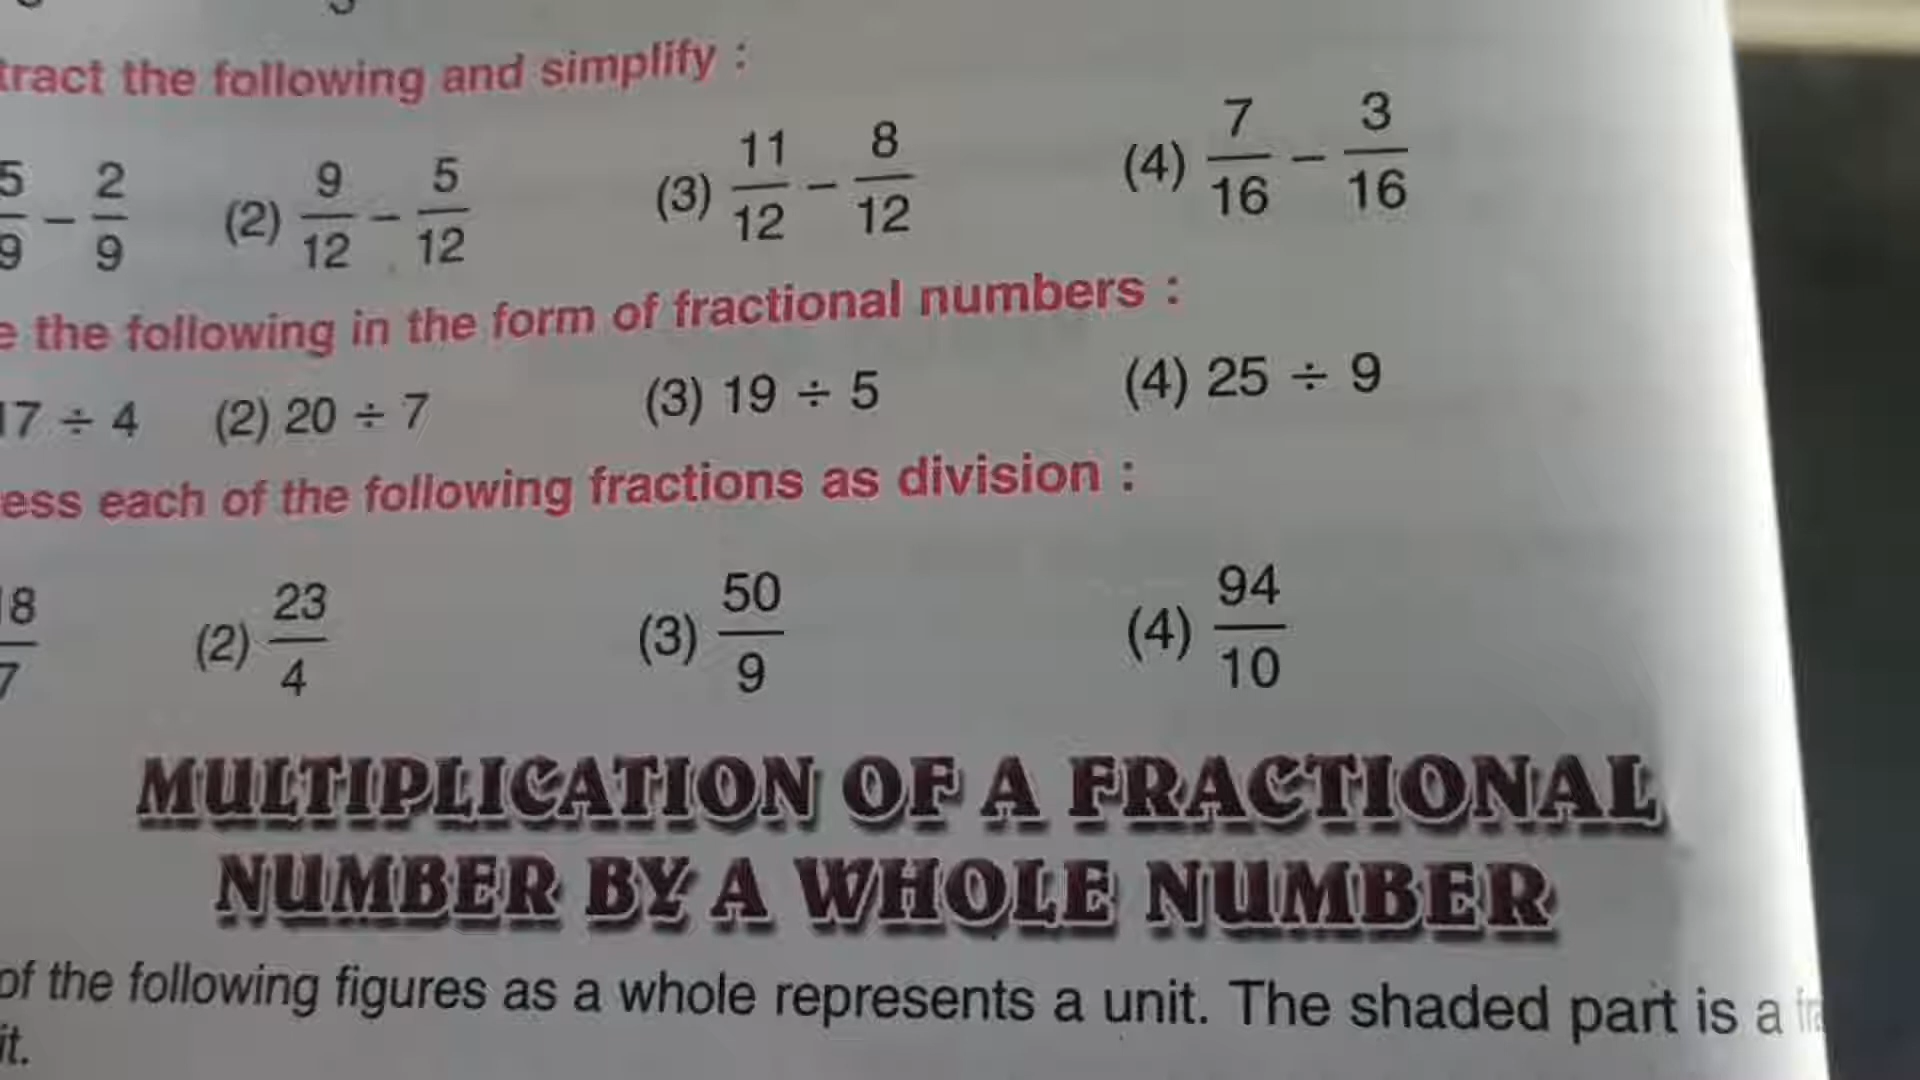 tract the following and simplify :
5/9 - 2/9 (2) 9/12 - 5/12 (3) 11/12 - 8/12 (4) 7/16 - 3/16
e the following in the form of fractional numbers :
17 ÷ 4 (2) 20 ÷ 7 (3) 19 ÷ 5 (4) 25 ÷ 9
ess each of the following fractions as division :
18/7 (2) 23/4 (3) 50/9 (4) 94/10
MULTIPLICATION OF A FRACTIONAL
NUMBER BY A WHOLE NUMBER
of the following figures as a whole represents a unit. The shaded part is a
it.